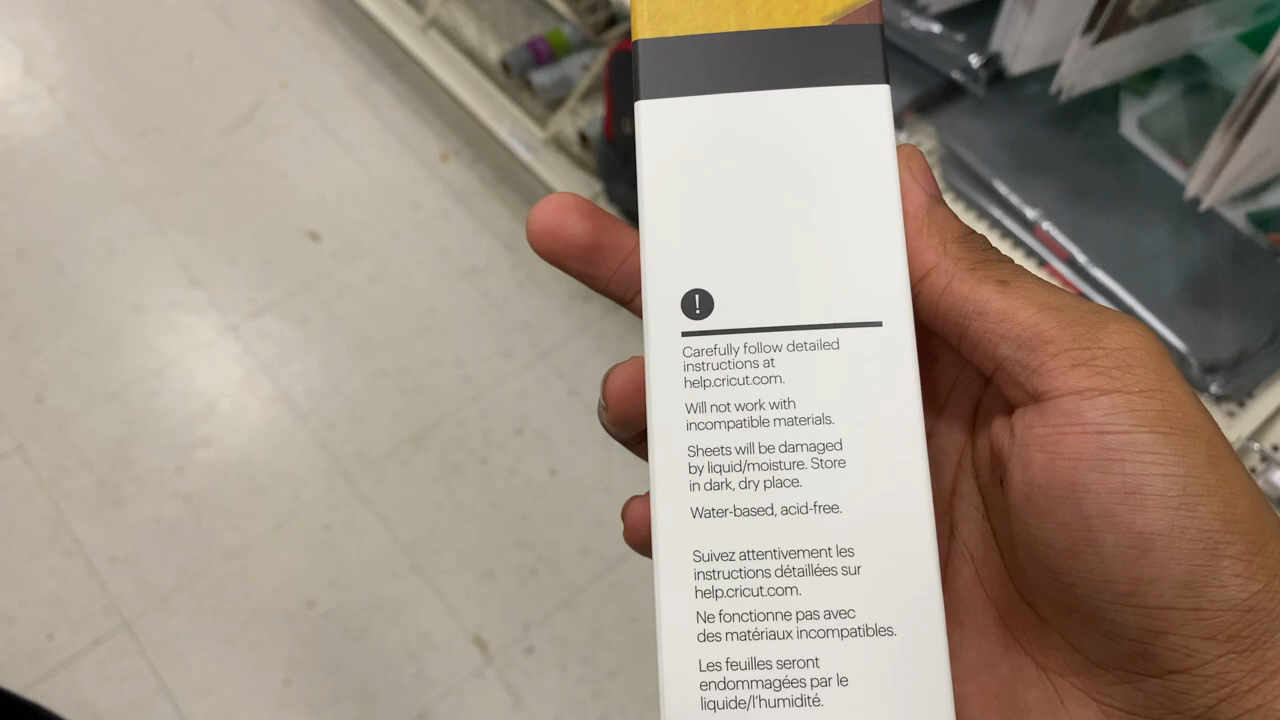 !
Carefully follow detailed
instructions at
help.cricut.com.
Will not work with
incompatible materials.
Sheets will be damaged
by liquid/moisture. Store
in dark, dry place.
Water-based, acid-free.
Suivez attentivement les
instructions détaillées sur
help.cricut.com.
Ne fonctionne pas avec
des matériaux incompatibles.
Les feuilles seront
endommagées par le
liquide/l'humidité.